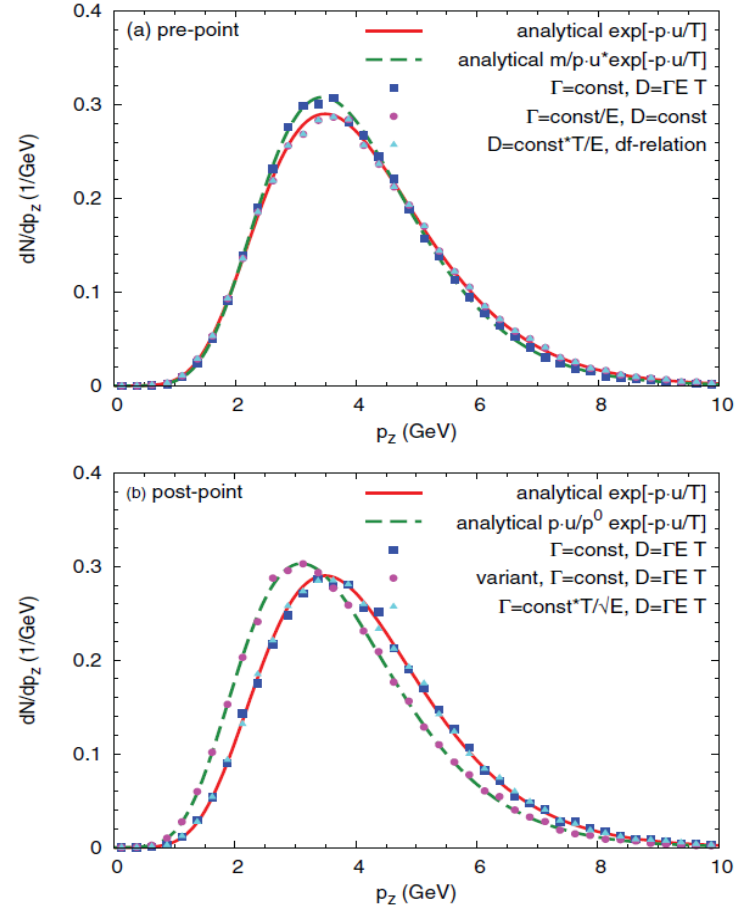 0.4
(a) pre-point
analytical exp[-p·u/T]
analytical m/p·u*exp[-p·u/T]
Γ=const, D=ΓE T
Γ=const/E, D=const
D=const*T/E, df-relation
0.3
0.2
0.1
0
dN/dp_z (1/GeV)
0 2 4 6 8 10
p_z (GeV)
0.4
(b) post-point
analytical exp[-p·u/T]
analytical p·u/p⁰ exp[-p·u/T]
Γ=const, D=ΓE T
variant, Γ=const, D=ΓE T
Γ=const*T/√E, D=ΓE T
0.3
0.2
0.1
0
dN/dp_z (1/GeV)
0 2 4 6 8 10
p_z (GeV)